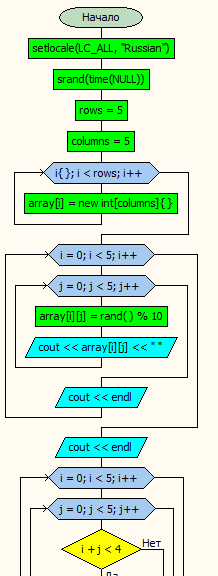 Начало
setlocale(LC_ALL, "Russian")
srand(time(NULL))
rows = 5
columns = 5
i{ }; i < rows; i++
array[i] = new int[columns]{ }
i = 0; i < 5; i++
j = 0; j < 5; j++
array[i][j] = rand( ) % 10
cout << array[i][j] << " "
cout << endl
cout << endl
i = 0; i < 5; i++
j = 0; j < 5; j++
i + j < 4
Нет
Да